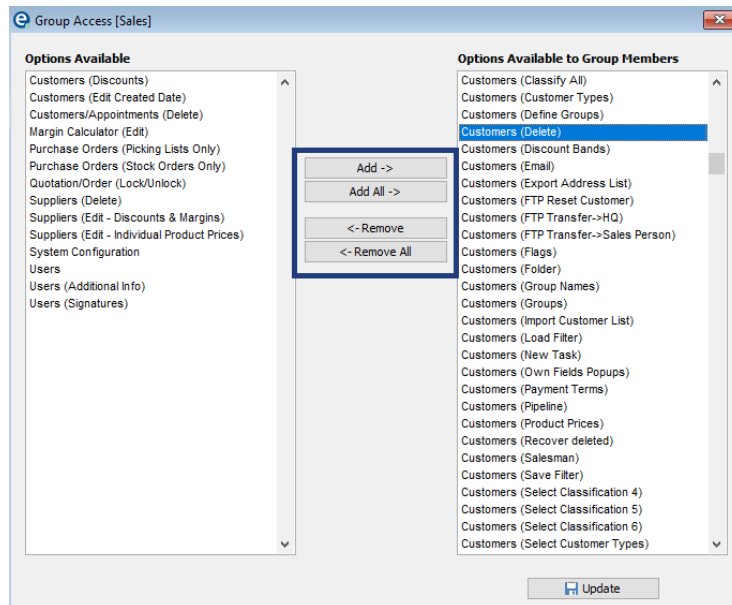 Group Access [Sales]
Options Available
Customers (Discounts)
Customers (Edit Created Date)
Customers/Appointments (Delete)
Margin Calculator (Edit)
Purchase Orders (Picking Lists Only)
Purchase Orders (Stock Orders Only)
Quotation/Order (Lock/Unlock)
Suppliers (Delete)
Suppliers (Edit - Discounts & Margins)
Suppliers (Edit - Individual Product Prices)
System Configuration
Users
Users (Additional Info)
Users (Signatures)
Add ->
Add All ->
<- Remove
<- Remove All
Options Available to Group Members
Customers (Classify All)
Customers (Customer Types)
Customers (Define Groups)
Customers (Delete)
Customers (Discount Bands)
Customers (Email)
Customers (Export Address List)
Customers (FTP Reset Customer)
Customers (FTP Transfer->HQ)
Customers (FTP Transfer->Sales Person)
Customers (Flags)
Customers (Folder)
Customers (Group Names)
Customers (Groups)
Customers (Import Customer List)
Customers (Load Filter)
Customers (New Task)
Customers (Own Fields Popups)
Customers (Payment Terms)
Customers (Pipeline)
Customers (Product Prices)
Customers (Recover deleted)
Customers (Salesman)
Customers (Save Filter)
Customers (Select Classification 4)
Customers (Select Classification 5)
Customers (Select Classification 6)
Customers (Select Customer Types)
Update